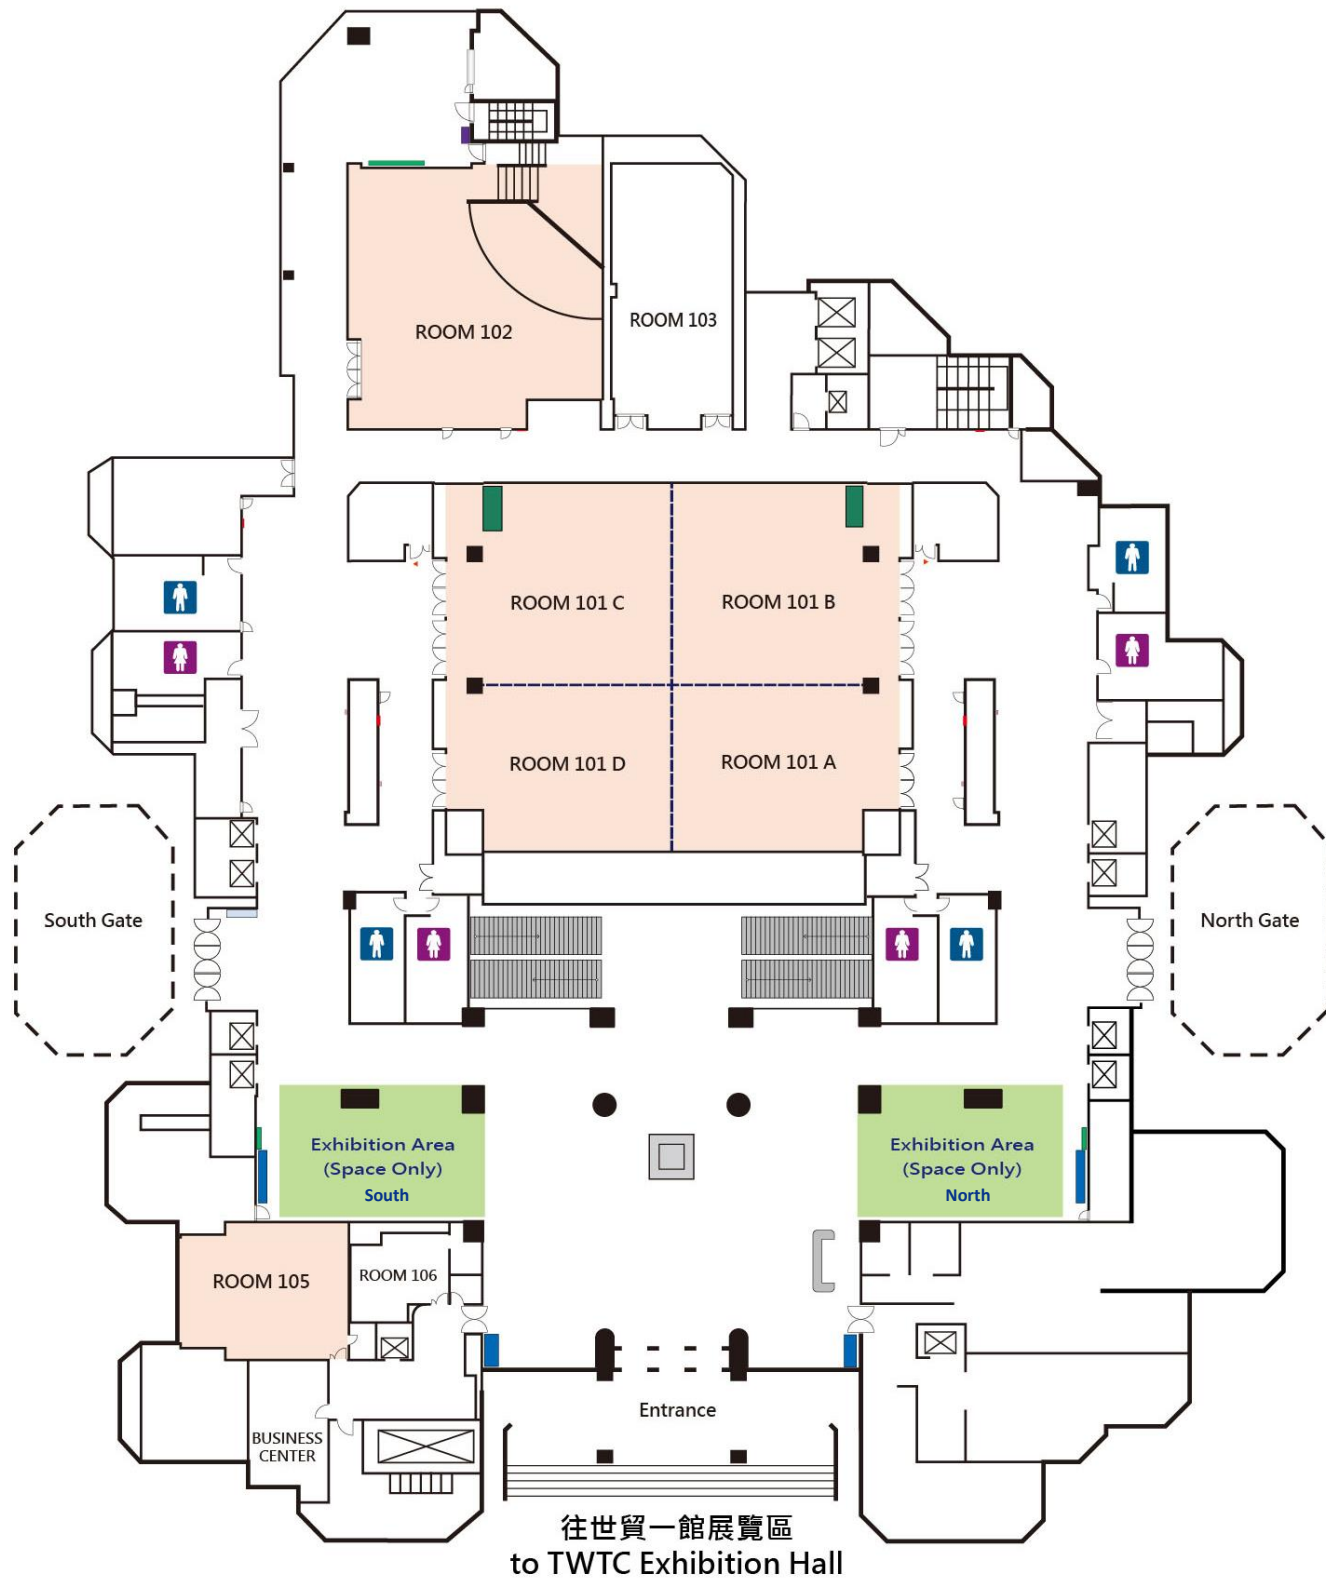 ROOM 102
ROOM 103
ROOM 101 C
ROOM 101 B
ROOM 101 D
ROOM 101 A
South Gate
North Gate
Exhibition Area
(Space Only)
South
Exhibition Area
(Space Only)
North
ROOM 105
ROOM 106
BUSINESS
CENTER
Entrance
往世貿一館展覽區
to TWTC Exhibition Hall